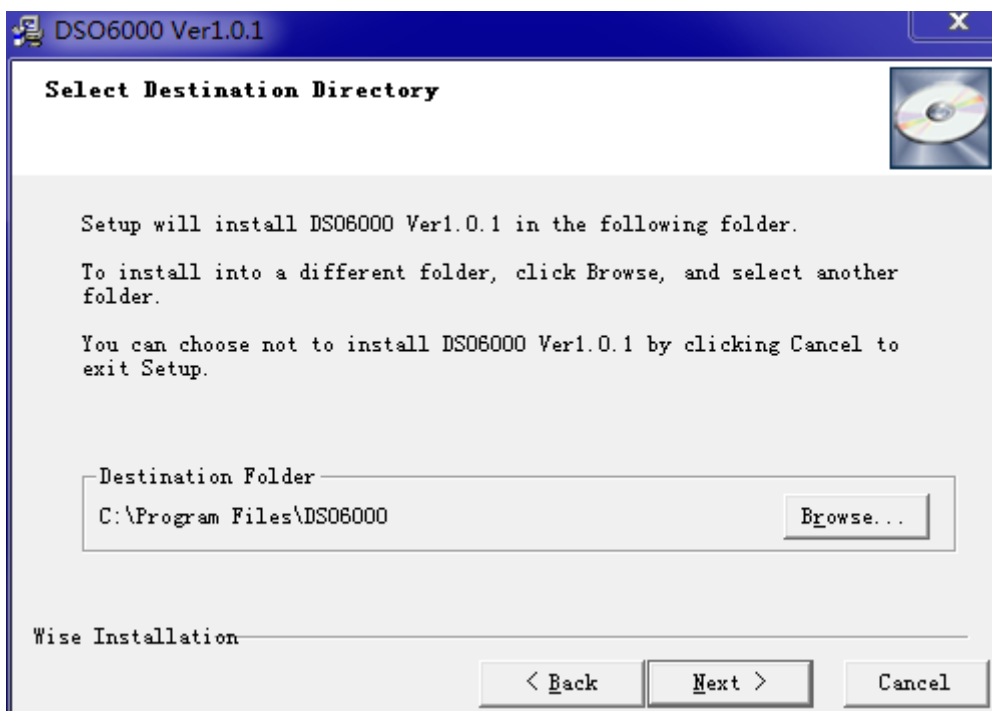 DSO6000 Ver1.0.1
X
Select Destination Directory
Setup will install DSO6000 Ver1.0.1 in the following folder.
To install into a different folder, click Browse, and select another
folder.
You can choose not to install DSO6000 Ver1.0.1 by clicking Cancel to
exit Setup.
Destination Folder
C:\Program Files\DSO6000
Browse...
Wise Installation
< Back
Next >
Cancel